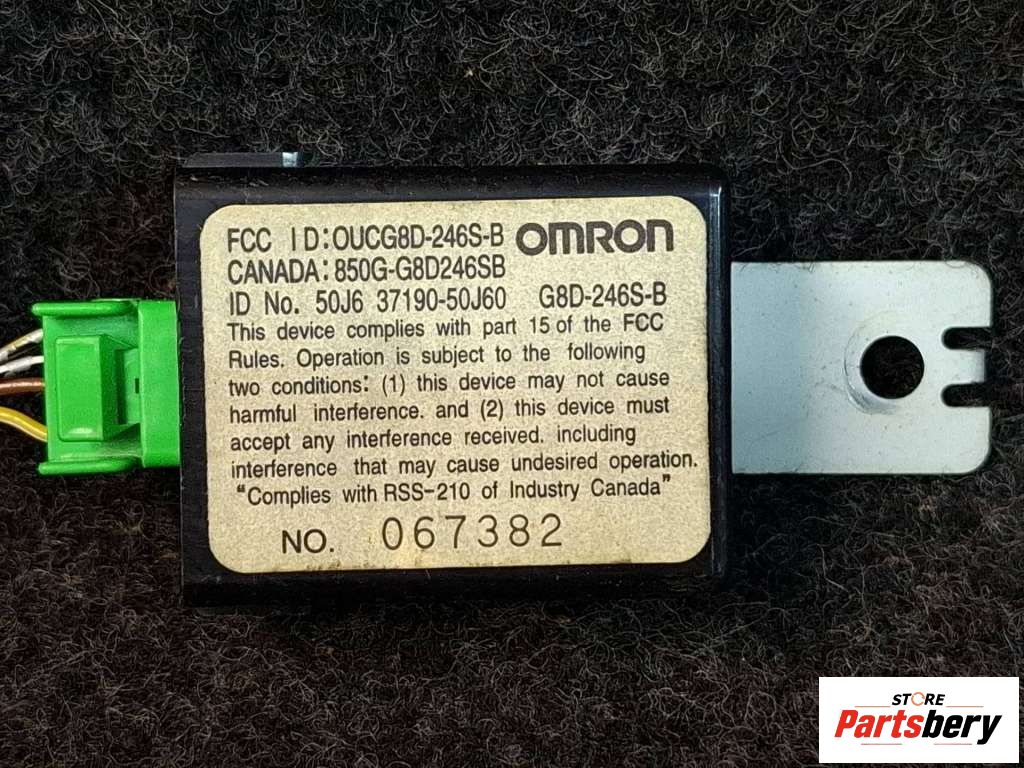 FCC ID:OUCG8D-246S-B OMRON
CANADA:850G-G8D246SB
ID No. 50J6 37190-50J60 G8D-246S-B
This device complies with part 15 of the FCC
Rules. Operation is subject to the following
two conditions: (1) this device may not cause
harmful interference. and (2) this device must
accept any interference received. including
interference that may cause undesired operation.
"Complies with RSS-210 of Industry Canada"
NO. 067382
STORE
Partsbery